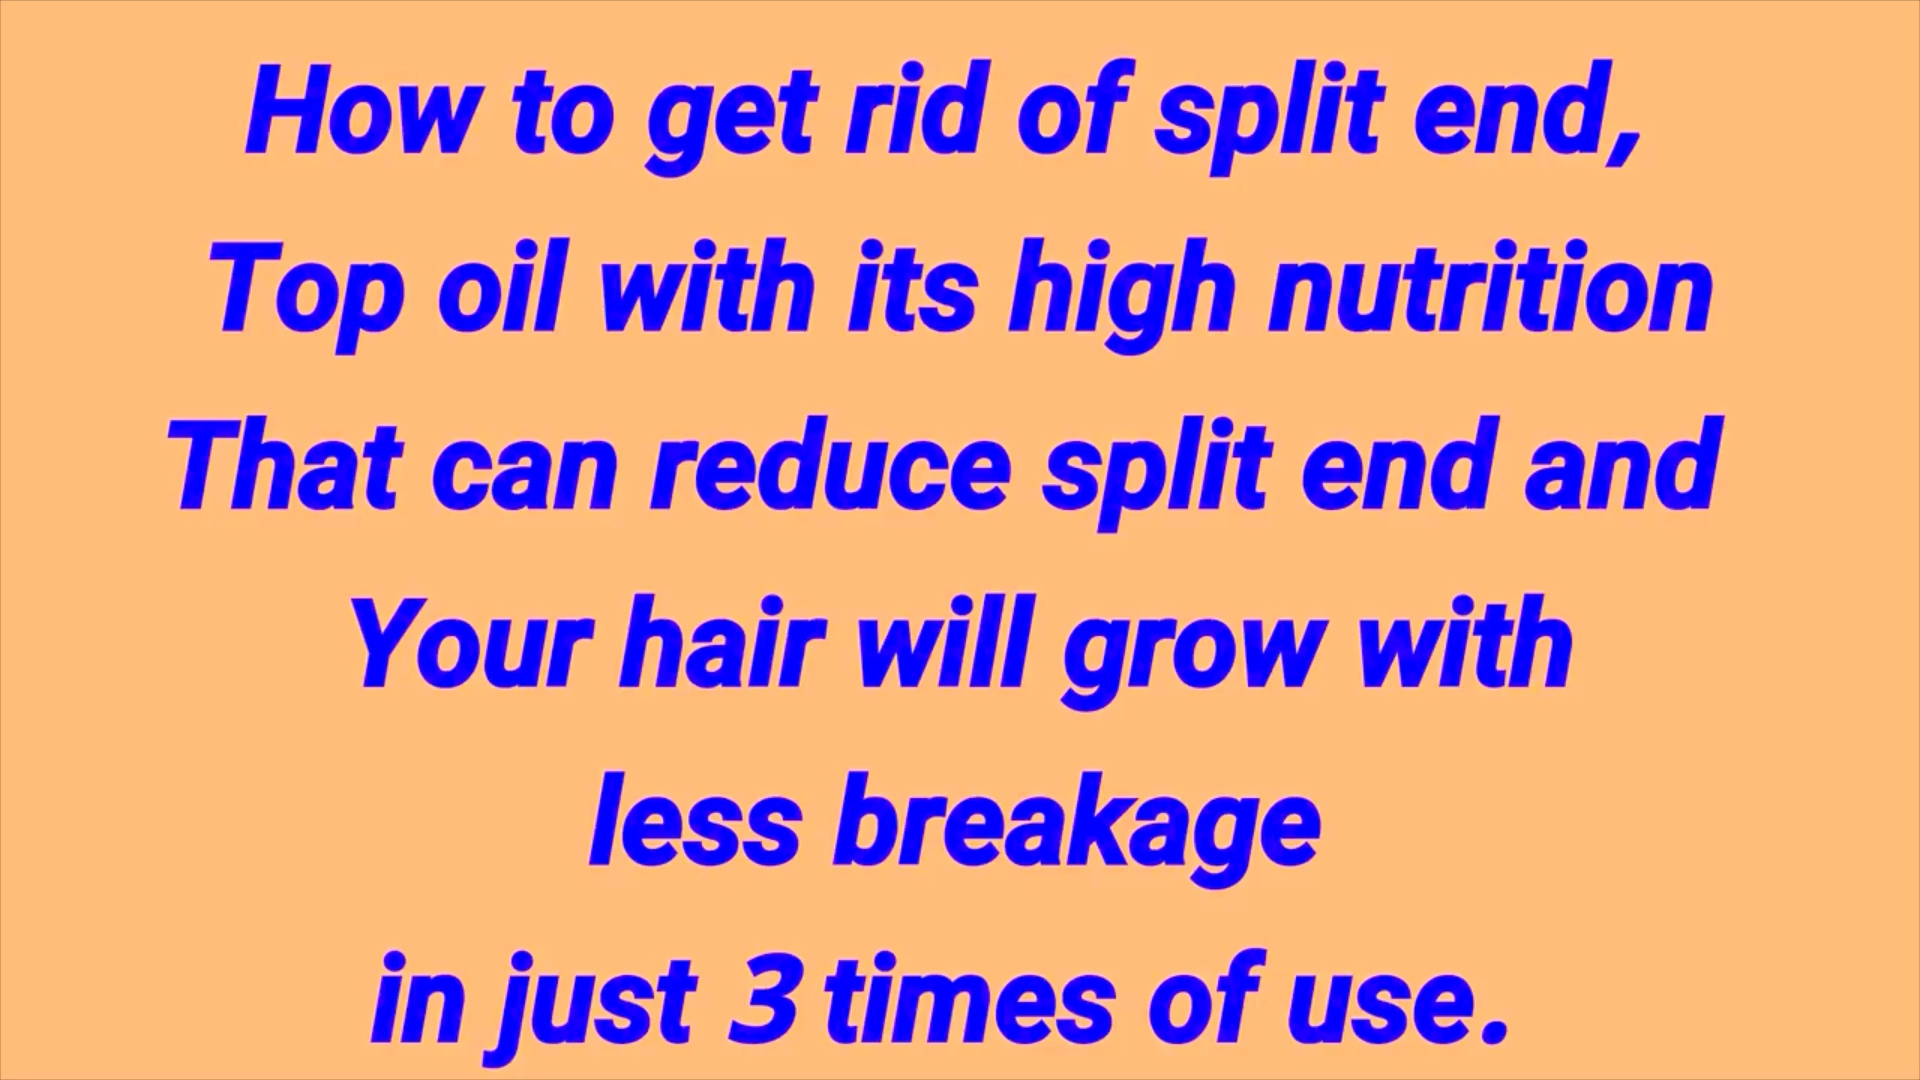 How to get rid of split end,
Top oil with its high nutrition
That can reduce split end and
Your hair will grow with
less breakage
in just 3 times of use.